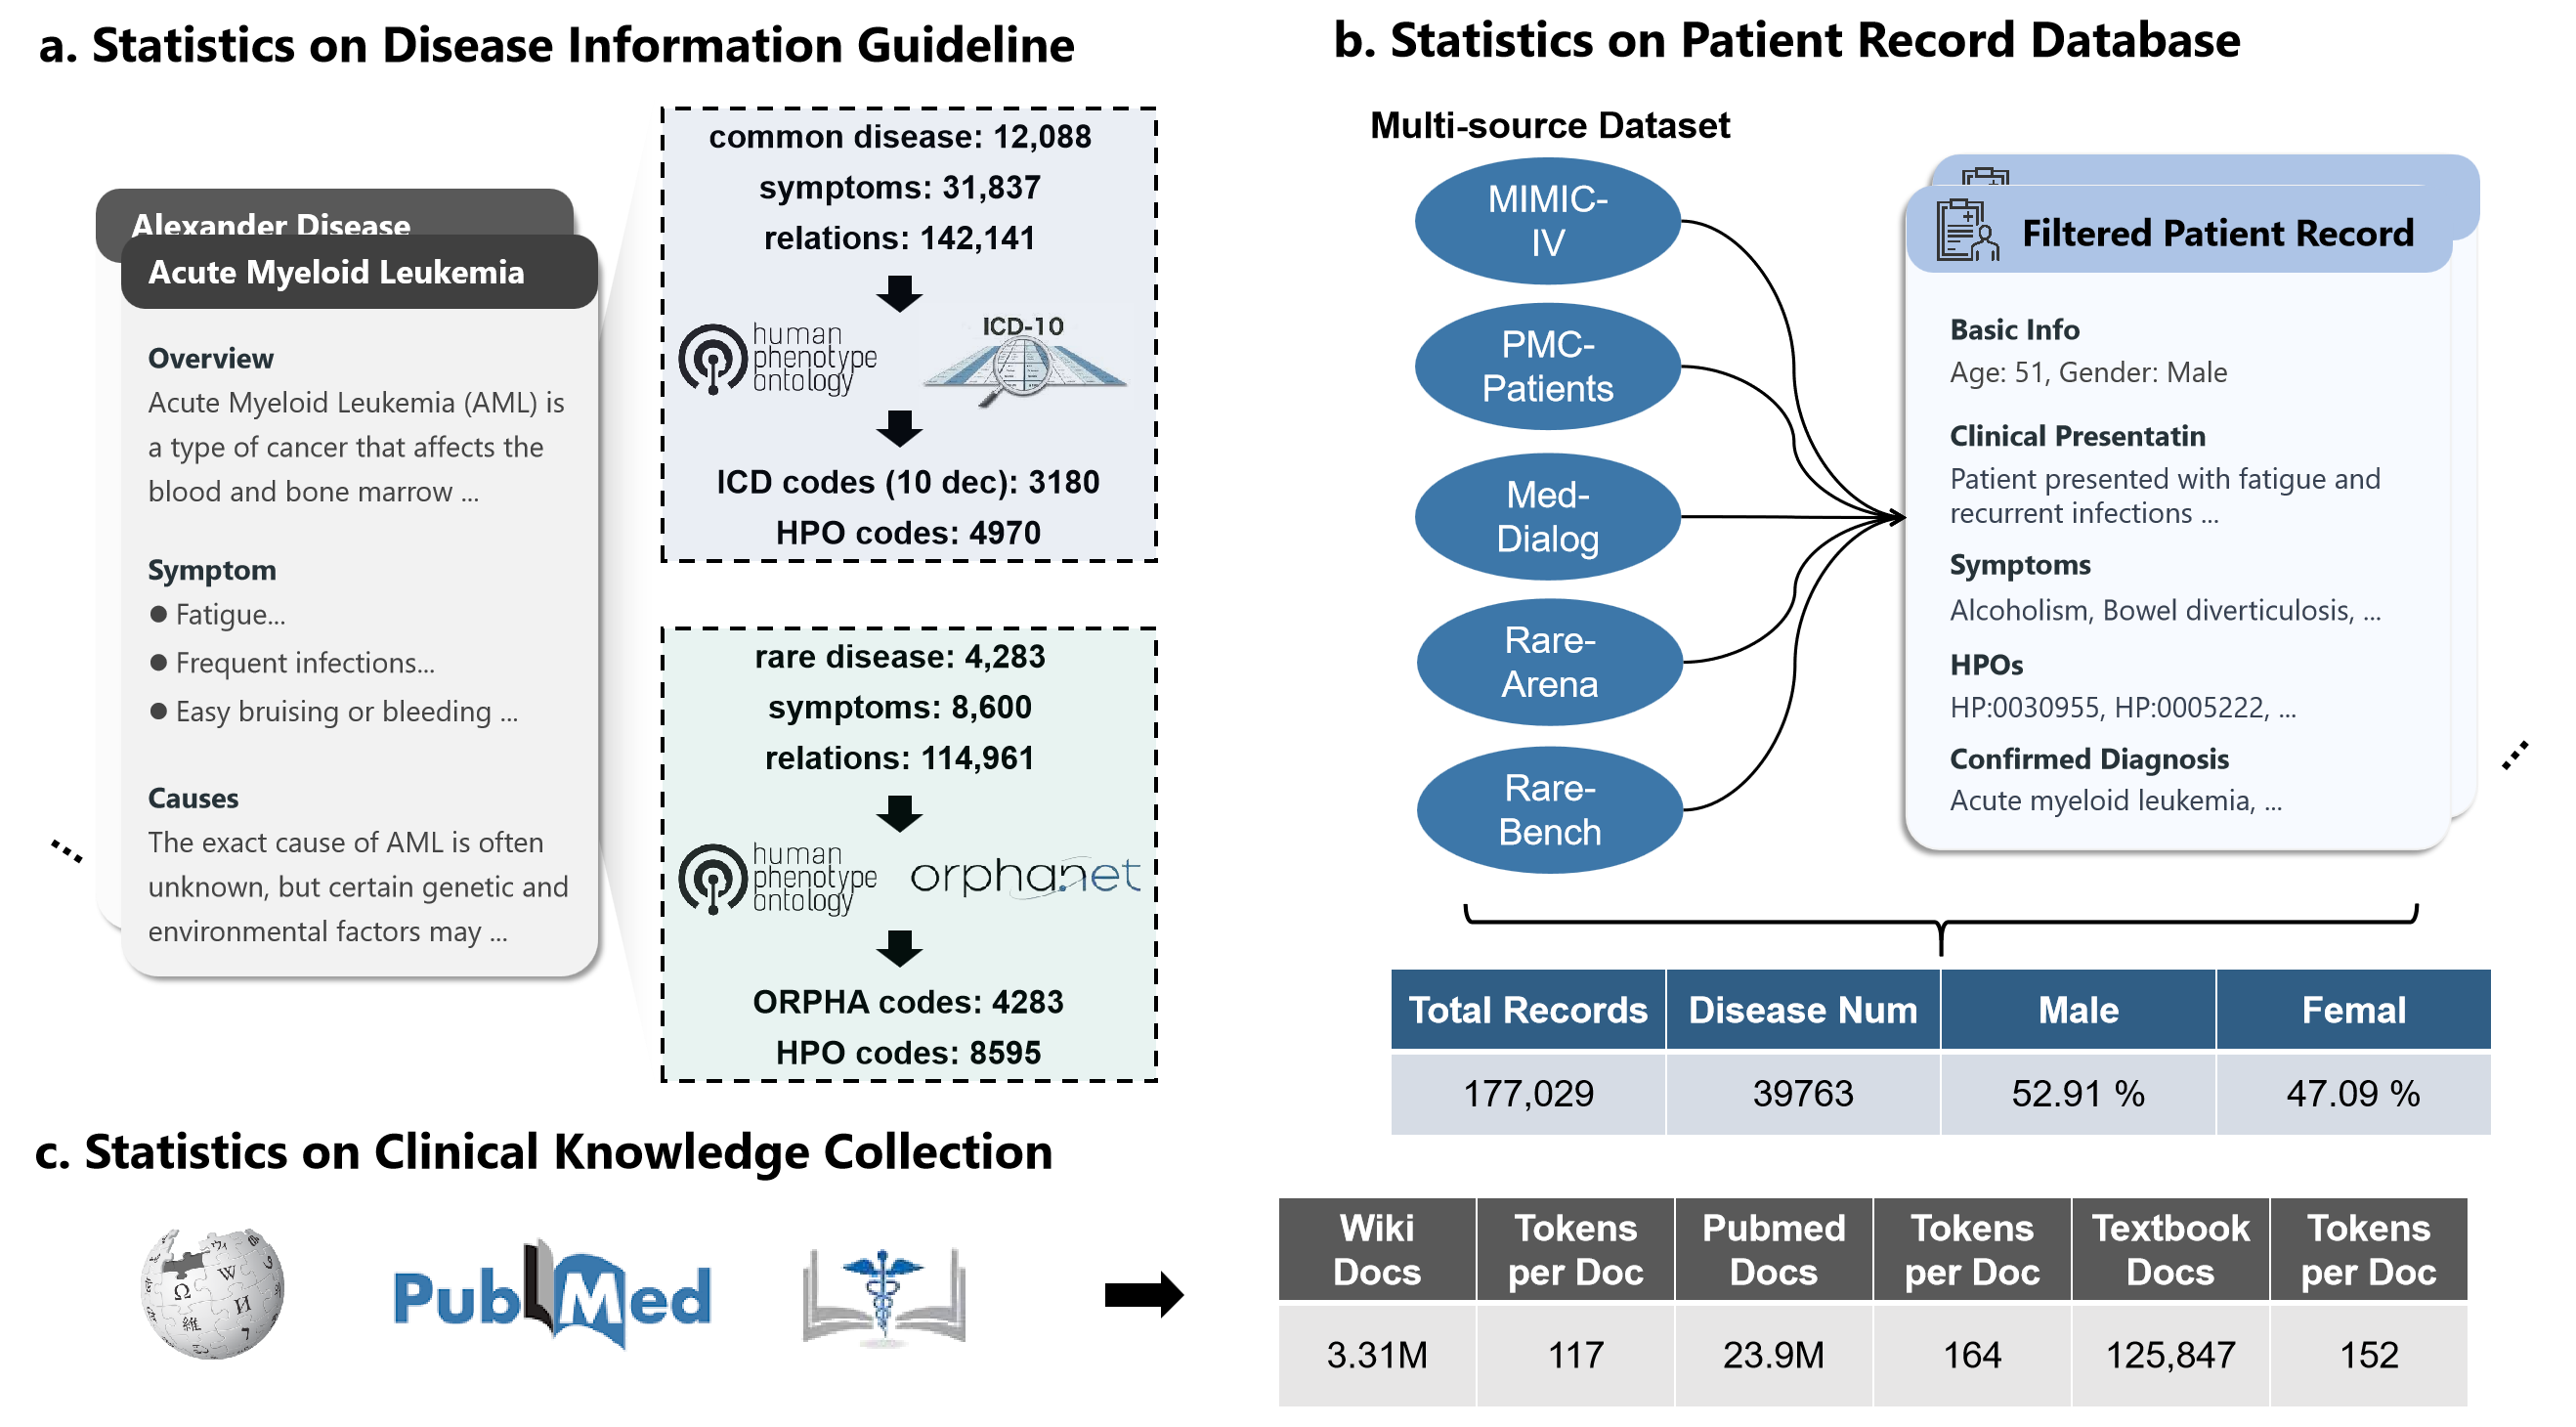 a. Statistics on Disease Information Guideline
Alexander Disease
Acute Myeloid Leukemia
Overview
Acute Myeloid Leukemia (AML) is
a type of cancer that affects the
blood and bone marrow ...
Symptom
● Fatigue...
● Frequent infections...
● Easy bruising or bleeding ...
Causes
The exact cause of AML is often
unknown, but certain genetic and
environmental factors may ...
...
common disease: 12,088
symptoms: 31,837
relations: 142,141
human
phenotype
ontology
ICD-10
ICD codes (10 dec): 3180
HPO codes: 4970
rare disease: 4,283
symptoms: 8,600
relations: 114,961
human
phenotype
ontology
orphanet
ORPHA codes: 4283
HPO codes: 8595
b. Statistics on Patient Record Database
Multi-source Dataset
MIMIC-
IV
PMC-
Patients
Med-
Dialog
Rare-
Arena
Rare-
Bench
Filtered Patient Record
Basic Info
Age: 51, Gender: Male
Clinical Presentatin
Patient presented with fatigue and
recurrent infections ...
Symptoms
Alcoholism, Bowel diverticulosis, ...
HPOs
HP:0030955, HP:0005222, ...
Confirmed Diagnosis
Acute myeloid leukemia, ...
...
Total Records Disease Num Male Femal
177,029 39763 52.91 % 47.09 %
c. Statistics on Clinical Knowledge Collection
Ω W И 維
PubMed
Wiki Docs Tokens per Doc Pubmed Docs Tokens per Doc Textbook Docs Tokens per Doc
3.31M 117 23.9M 164 125,847 152